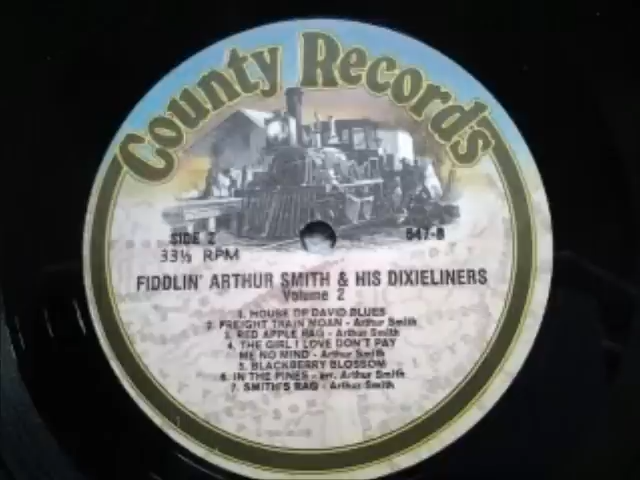 County Records
SIDE 2
547-B
33⅓ RPM
FIDDLIN' ARTHUR SMITH & HIS DIXIELINERS
Volume 2
1. HOUSE OF DAVID BLUES
2. FREIGHT TRAIN MOAN - Arthur Smith
3. RED APPLE RAG - Arthur Smith
4. THE GIRL I LOVE DON'T PAY
ME NO MIND - Arthur Smith
5. BLACKBERRY BLOSSOM
6. IN THE PINES - arr. Arthur Smith
7. SMITH'S RAG - Arthur Smith